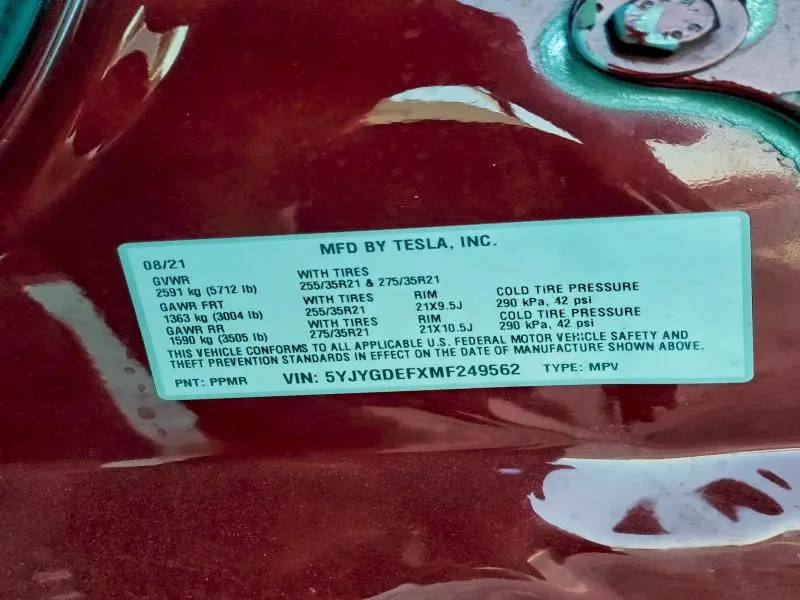 MFD BY TESLA, INC.
08/21
GVWR
2591 kg (5712 lb)
WITH TIRES
255/35R21 & 275/35R21
GAWR FRT
1363 kg (3004 lb)
WITH TIRES
255/35R21
RIM
21X9.5J
COLD TIRE PRESSURE
290 kPa, 42 psi
GAWR RR
1590 kg (3505 lb)
WITH TIRES
275/35R21
RIM
21X10.5J
COLD TIRE PRESSURE
290 kPa, 42 psi
THIS VEHICLE CONFORMS TO ALL APPLICABLE U.S. FEDERAL MOTOR VEHICLE SAFETY AND
THEFT PREVENTION STANDARDS IN EFFECT ON THE DATE OF MANUFACTURE SHOWN ABOVE.
PNT: PPMR VIN: 5YJYGDEFXMF249562 TYPE: MPV